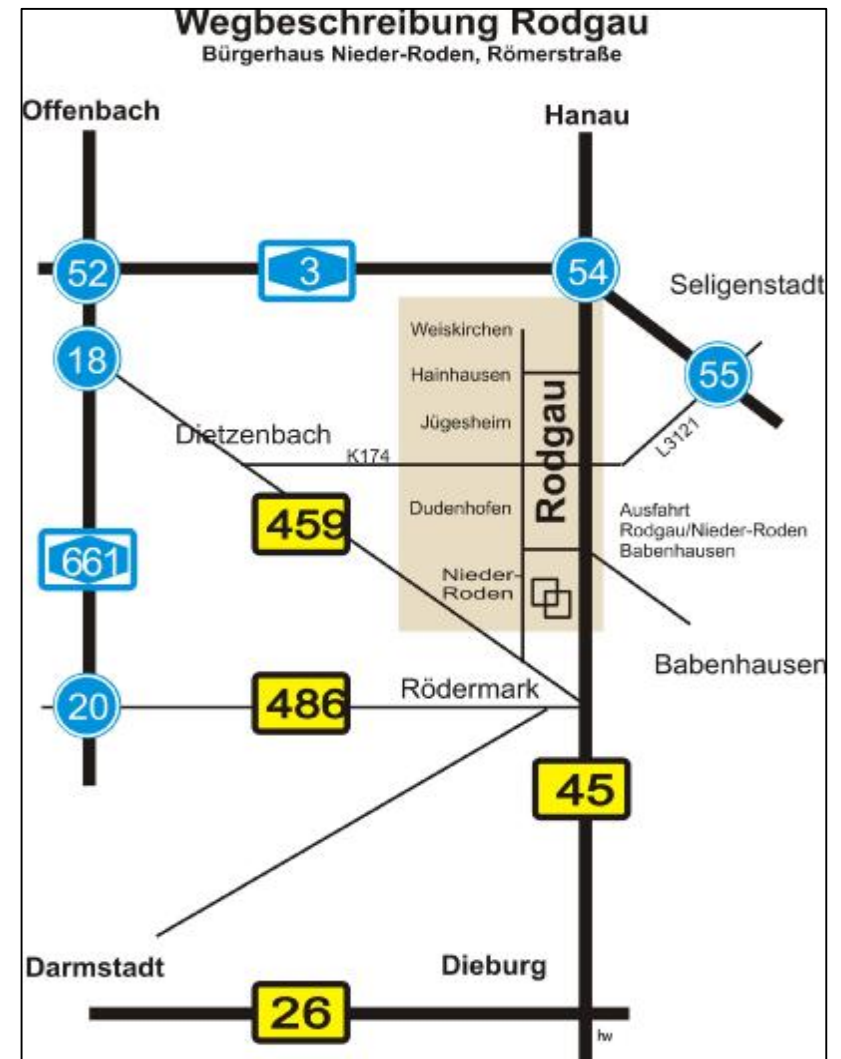 Wegbeschreibung Rodgau
Bürgerhaus Nieder-Roden, Römerstraße
Offenbach
Hanau
52
3
54
Seligenstadt
Weiskirchen
18
Hainhausen
55
Jügesheim
Rodgau
Dietzenbach
K174
L3121
Dudenhofen
459
Ausfahrt
Rodgau/Nieder-Roden
Babenhausen
661
Nieder-
Roden
Babenhausen
Rödermark
20
486
45
Darmstadt
Dieburg
26
hw